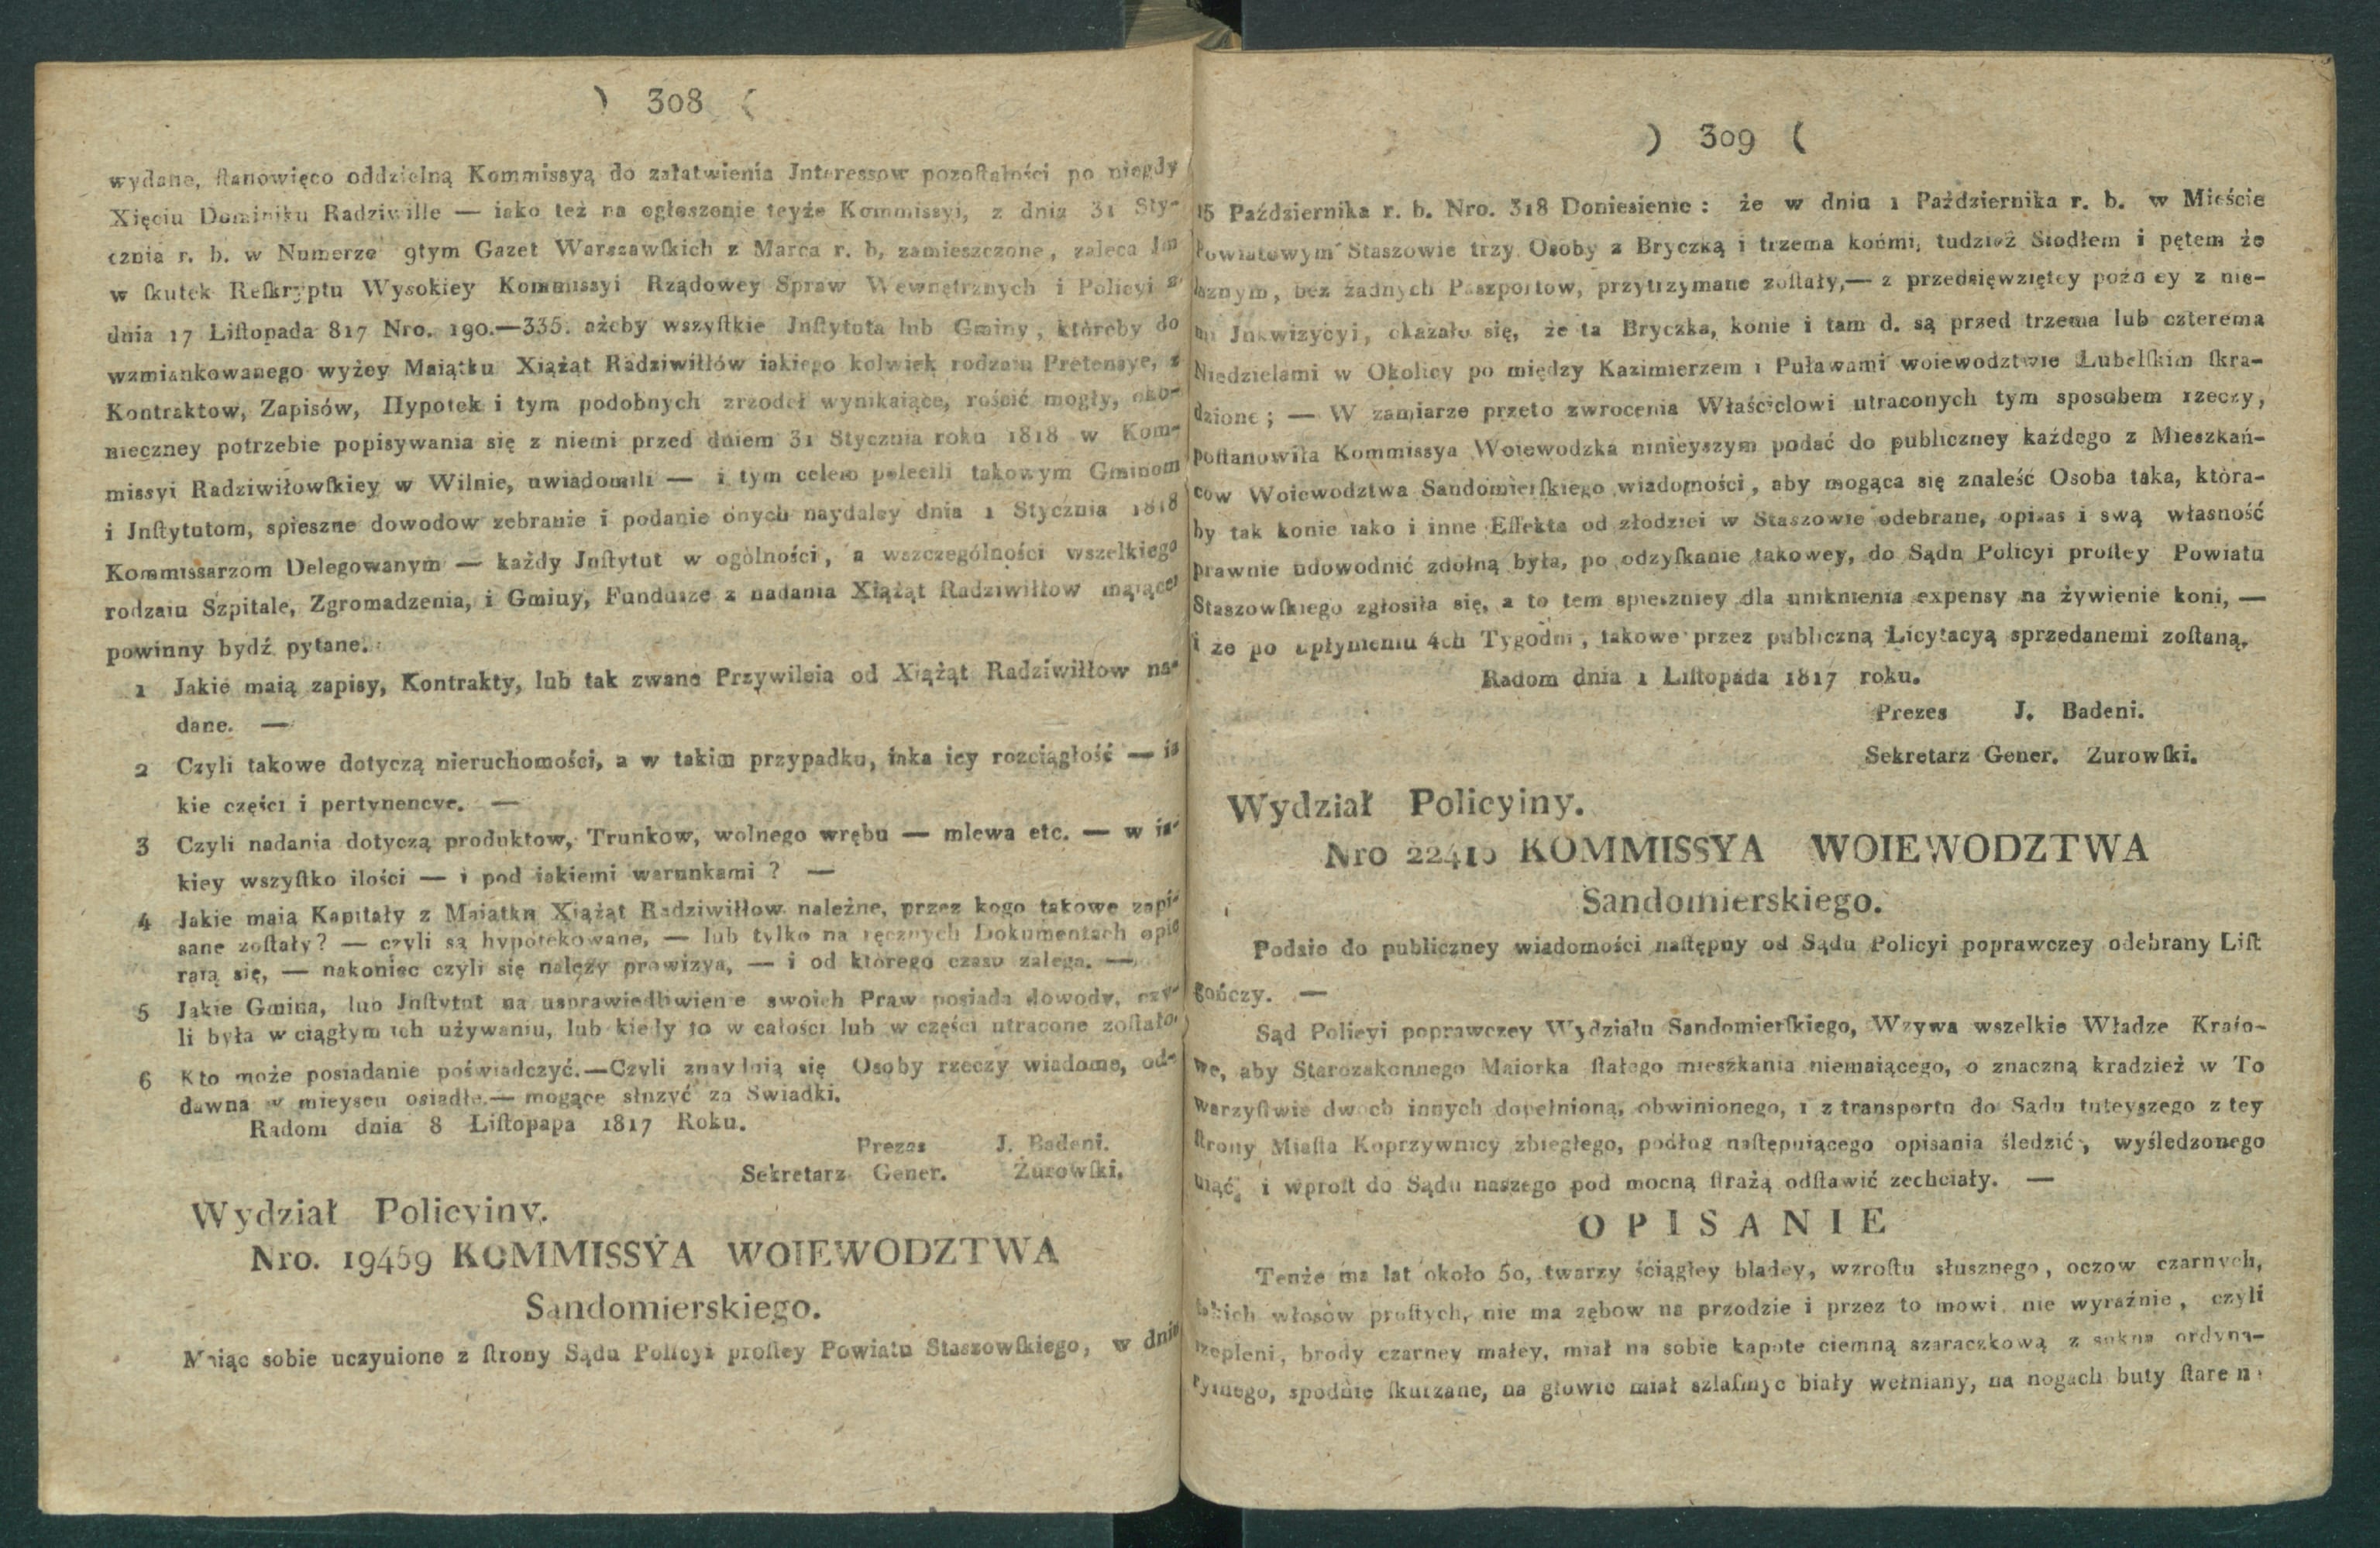 ) 308 (
wydane, ſtanowięco oddzielną Kommissyą do załatwienia Jnteressow pozoſtałości po niegdy
Xięciu Dominiku Radziwille — iako też na ogłoszenie teyże Kommissyi, z dnia 31 Sty-
cznia r. b. w Numerze 9tym Gazet Warszawſkich z Marca r. b, zamieszczone, zaleca
w ſkutek Reſkryptu Wysokiey Kommissyi Rządowey Spraw Wewnętrznych i Policyi z
dnia 17 Liſtopada 817 Nro. 190.—335. ażeby wszyſtkie Jnſtytuta lub Gminy, któreby do
wzmiankowanego wyżey Maiątku Xiążąt Radziwiłłów iakiego kolwiek rodzaiu Pretensye, z
Kontraktow, Zapisów, Hypotek i tym podobnych zrzodeł wynikaiące, rościć mogły, oko-
nieczney potrzebie popisywania się z niemi przed dniem 31 Stycznia roku 1818 w Kom-
missyi Radziwiłowſkiey w Wilnie, uwiadomili — i tym celem polecili takowym Gminom
i Jnſtytutom, spieszne dowodow zebranie i podanie onych naydaley dnia 1 Stycznia 1818
Kommissarzom Delegowanym — każdy Jnſtytut w ogòlności, a wszczególności wszelkiego
rodzaiu Szpitale, Zgromadzenia, i Gminy, Fundusze z nadania Xiążąt Radziwiłłow maiące
powinny bydź pytane.
1 Jakie maią zapisy, Kontrakty, lub tak zwane Przywileia od Xiążąt Radziwiłłow na-
dane. —
2 Czyli takowe dotyczą nieruchomości, a w takim przypadku, iaka iey rozciągłość — ia
kie części i pertynencye. —
3 Czyli nadania dotyczą produktow, Trunkow, wolnego wrębu — mlewa etc. — w ia-
kiey wszyſtko ilości — i pod iakiemi warunkami ? —
4 Jakie maią Kapitały z Maiątku Xiążąt Radziwiłłow należne, przez kogo takowe zapi-
sane zoſtały? — czyli są hypotekowane, — lub tylko na ręcznych Dokumentach opie
raią się, — nakoniec czyli się należy prowizya, — i od ktorego czasu zalega. —
5 Jakie Gmina, lub Jnſtytut na usprawiedliwienie swoich Praw posiada dowody, czy-
li była w ciągłym ich używaniu, lub kiedy to w całości lub w części utracone zoſtało.
6 Kto może posiadanie poświadczyć.—Czyli znaydnią się Osoby rzeczy wiadome, od-
dawna w mieyscu osiadłe.— mogące słnzyć za Swiadki.
Radom dnia 8 Liſtopapa 1817 Roku.
Prezes J. Badeni.
Sekretarz Gener. Żurowſki.
Wydział Policyiny.
Nro. 19459 KOMMISSYA WOIEWODZTWA
Sandomierskiego.
Maiąc sobie uczynione z ſtrony Sądu Policyi proſtey Powiatu Staszowſkiego, w dniu
) 309 (
15 Października r. b. Nro. 318 Doniesienie : że w dniu 1 Października r. b. w Mieście
Powiatowym Staszowie trzy Osoby z Bryczką i trzema końmi, tudzież Siodłem i pętem że
laznym, bez żadnych Paszportow, przytrzymane zoſtały,— z przedsięwziętey poźniey z nie-
mi Jnkwizycyi, okazało się, że ta Bryczka, konie i tam d. są przed trzema lub czterema
Niedzielami w Okolicy po między Kazimierzem i Puławami woiewodztwie Lubelſkim ſkra-
dzione ; — W zamiarze przeto zwrocenia Właściclowi utraconych tym sposobem rzeczy,
poſtanowiła Kommissya Woiewodzka ninieyszym podać do publiczney każdego z Mieszkań-
cow Woiewodztwa Sandomierſkiego wiadomości, aby mogąca się znaleść Osoba taka, która-
by tak konie iako i inne Effekta od złodziei w Staszowie odebrane, opisas i swą własność
prawnie udowodnić zdolną była, po odzyſkanie takowey, do Sądu Policyi proſtey Powiatu
Staszowſkiego zgłosiła się, a to tem spieszniey dla uniknienia expensy na żywienie koni, —
i że po upłynieniu 4ch Tygodni, takowe przez publiczną Licytacyą sprzedanemi zoſtaną.
Radom dnia 1 Liſtopada 1817 roku.
Prezes J. Badeni.
Sekretarz Gener. Zurowſki.
Wydział Policyiny.
Nro KOMMISSYA WOIEWODZTWA
Sandomierskiego.
Podaie do publiczney wiadomości naſtępny od Sądu Policyi poprawczey odebrany Liſt
gończy. —
Sąd Policyi poprawczey Wydziału Sandomierſkiego, Wzywa wszelkie Władze Kraio-
we, aby Starozakonnego Maiorka ſtałego mieszkania niemaiącego, o znaczną kradzież w To
warzyſtwie dwoch innych dopełnioną, obwinionego, i z transportu do Sądu tuteyszego z tey
ſtrony Miaſta Koprzywnicy zbiegłego, podług naſtępuiącego opisania śledzić, wyśledzonego
uiąć, i wproſt do Sądu naszego pod mocną ſtrażą odſtawić zechciały. —
OPISANIE
Tenże ma lat około 50, twarzy ściągłey bladey, wzroſtu słusznego, oczow czarnych,
takich włosów proſtych, nie ma zębow na przodzie i przez to mowi nie wyraźnie, czyli
szepleni, brody czarney małey, miał na sobie kapote ciemną szaraczkową z sukna ordyna-
ryinego, spodnie ſkurzane, na głowie miał szlafmyc biały wełniany, na nogach buty ſtare